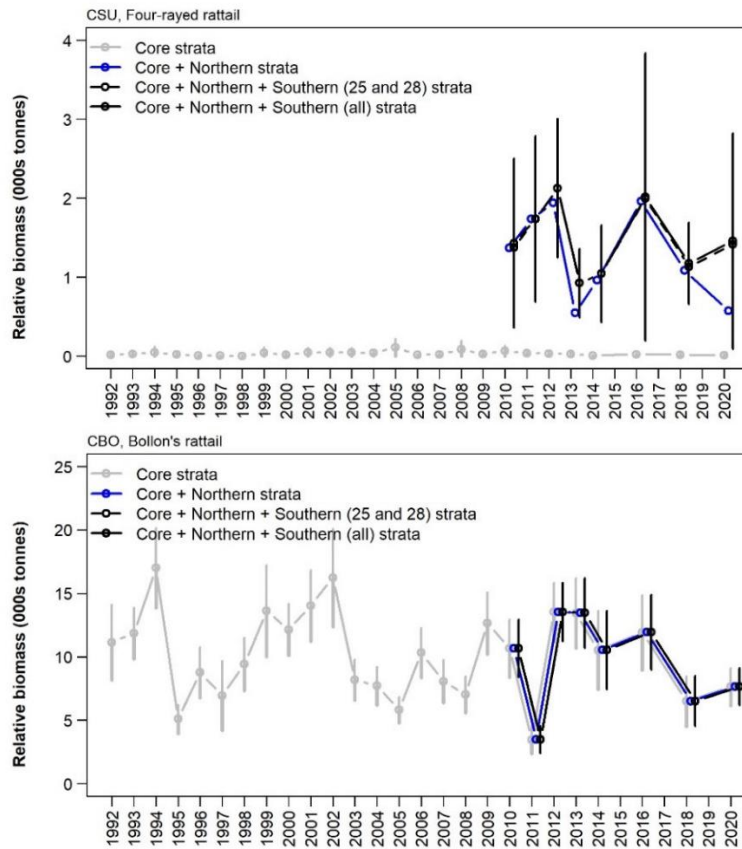 CSU, Four-rayed rattail
Relative biomass (000s tonnes)
4
3
2
1
0
Core strata
Core + Northern strata
Core + Northern + Southern (25 and 28) strata
Core + Northern + Southern (all) strata
1992 1993 1994 1995 1996 1997 1998 1999 2000 2001 2002 2003 2004 2005 2006 2007 2008 2009 2010 2011 2012 2013 2014 2015 2016 2017 2018 2019 2020
CBO, Bollon's rattail
Relative biomass (000s tonnes)
25
20
15
10
5
0
Core strata
Core + Northern strata
Core + Northern + Southern (25 and 28) strata
Core + Northern + Southern (all) strata
1992 1993 1994 1995 1996 1997 1998 1999 2000 2001 2002 2003 2004 2005 2006 2007 2008 2009 2010 2011 2012 2013 2014 2015 2016 2017 2018 2019 2020